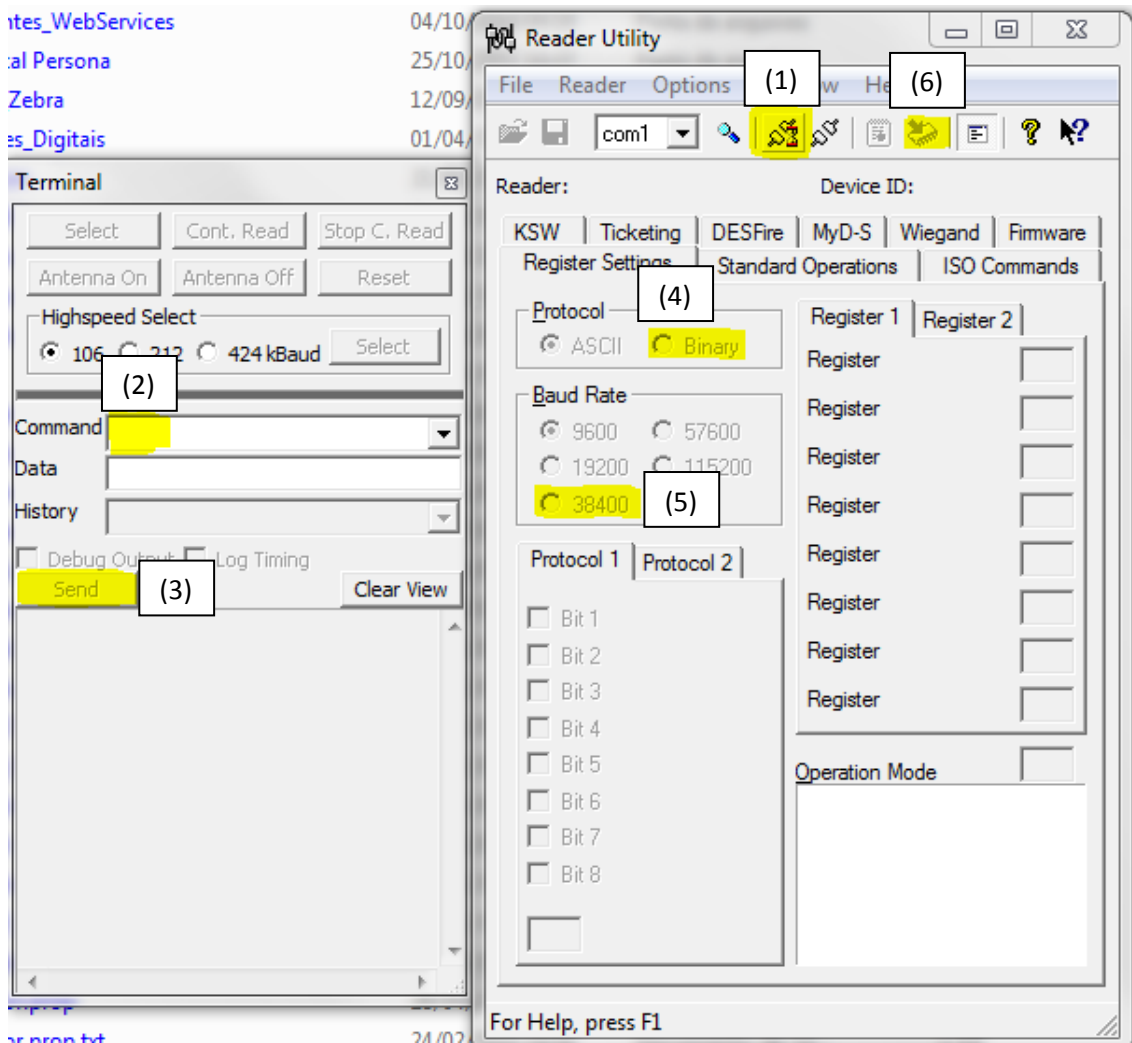 ntes_WebServices 04/10/
al Persona 25/10/
Zebra 12/09/
es_Digitais 01/04/
Terminal
Select Cont. Read Stop C. Read
Antenna On Antenna Off Reset
Highspeed Select
106 212 424 kBaud Select
(2)
Command
Data
History
Debug Output Log Timing
Send (3) Clear View
24/02/
Reader Utility
(1) (6)
File Reader Options He
com1
Reader: Device ID:
KSW Ticketing DESFire MyD-S Wiegand Firmware
Register Settings Standard Operations ISO Commands
(4)
Protocol
ASCII Binary
Baud Rate
9600 57600
19200 115200
38400 (5)
Protocol 1 Protocol 2
Bit 1
Bit 2
Bit 3
Bit 4
Bit 5
Bit 6
Bit 7
Bit 8
Register 1 Register 2
Register
Register
Register
Register
Register
Register
Register
Register
Operation Mode
For Help, press F1